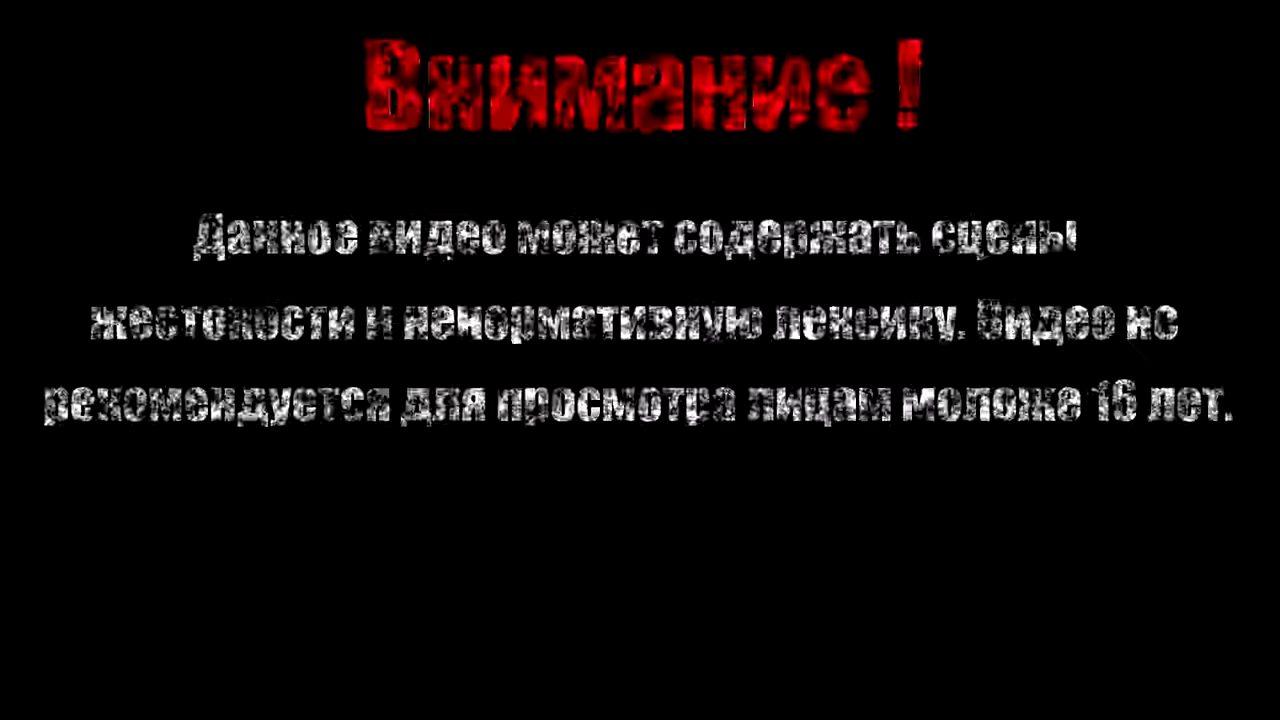 Внимание !
Данное видео может содержать сцены
жестокости и ненормативную лексику. Видео не
рекомендуется для просмотра лицам моложе 16 лет.